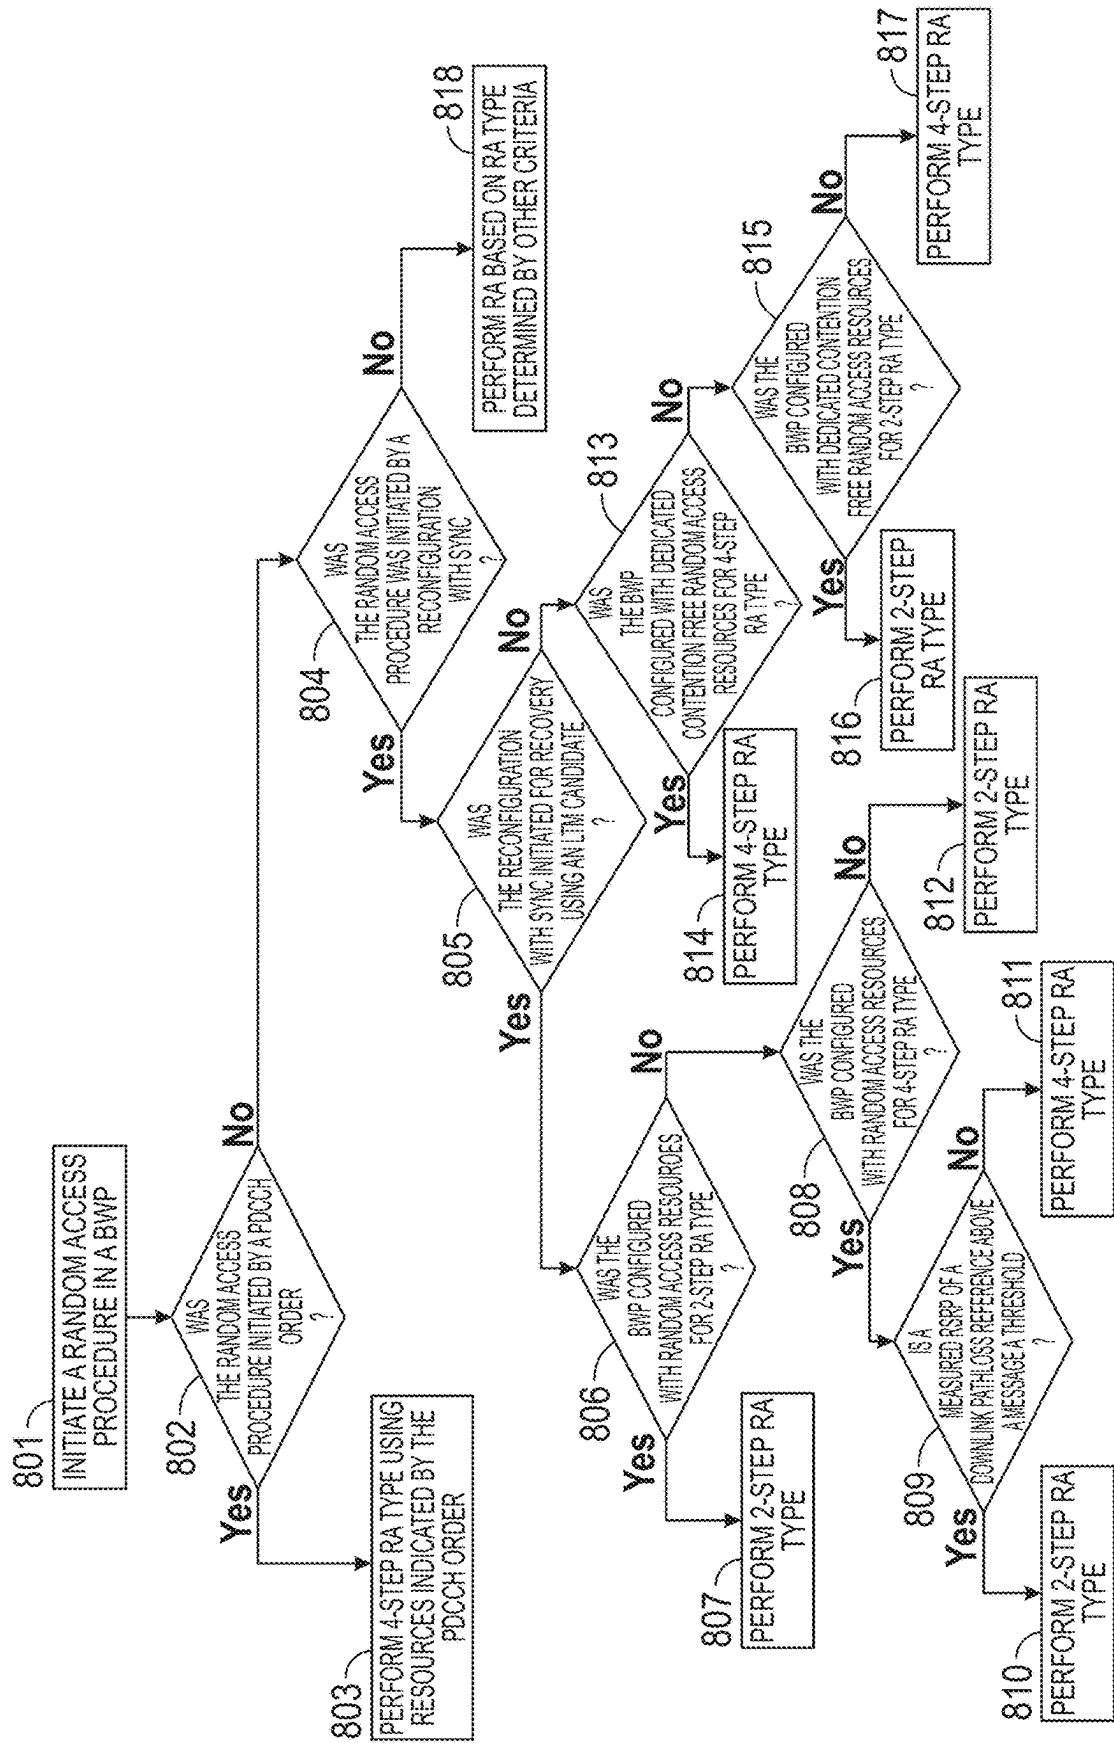 801
INITIATE A RANDOM ACCESS
PROCEDURE IN A BWP
802
WAS
THE RANDOM ACCESS
PROCEDURE INITIATED BY A PDCCH
ORDER
?
Yes
No
803
PERFORM 4-STEP RA TYPE USING
RESOURCES INDICATED BY THE
PDCCH ORDER
804
WAS
THE RANDOM ACCESS
PROCEDURE WAS INITIATED BY A
RECONFIGURATION
WITH SYNC
?
Yes
No
818
PERFORM RA BASED ON RA TYPE
DETERMINED BY OTHER CRITERIA
805
WAS
THE RECONFIGURATION
WITH SYNC INITIATED FOR RECOVERY
USING AN LTM CANDIDATE
?
Yes
No
806
WAS THE
BWP CONFIGURED
WITH RANDOM ACCESS RESOURCES
FOR 2-STEP RA TYPE
?
Yes
No
807
PERFORM 2-STEP RA
TYPE
808
WAS THE
BWP CONFIGURED
WITH RANDOM ACCESS RESOURCES
FOR 4-STEP RA TYPE
?
Yes
No
809
IS A
MEASURED RSRP OF A
DOWNLINK PATHLOSS REFERENCE ABOVE
A MESSAGE A THRESHOLD
?
Yes
No
810
PERFORM 2-STEP RA
TYPE
811
PERFORM 4-STEP RA
TYPE
812
PERFORM 2-STEP RA
TYPE
813
WAS
THE BWP
CONFIGURED WITH DEDICATED
CONTENTION FREE RANDOM ACCESS
RESOURCES FOR 4-STEP
RA TYPE
?
Yes
No
814
PERFORM 4-STEP RA
TYPE
815
WAS THE
BWP CONFIGURED
WITH DEDICATED CONTENTION
FREE RANDOM ACCESS RESOURCES
FOR 2-STEP RA TYPE
?
Yes
No
816
PERFORM 2-STEP
RA TYPE
817
PERFORM 4-STEP RA
TYPE